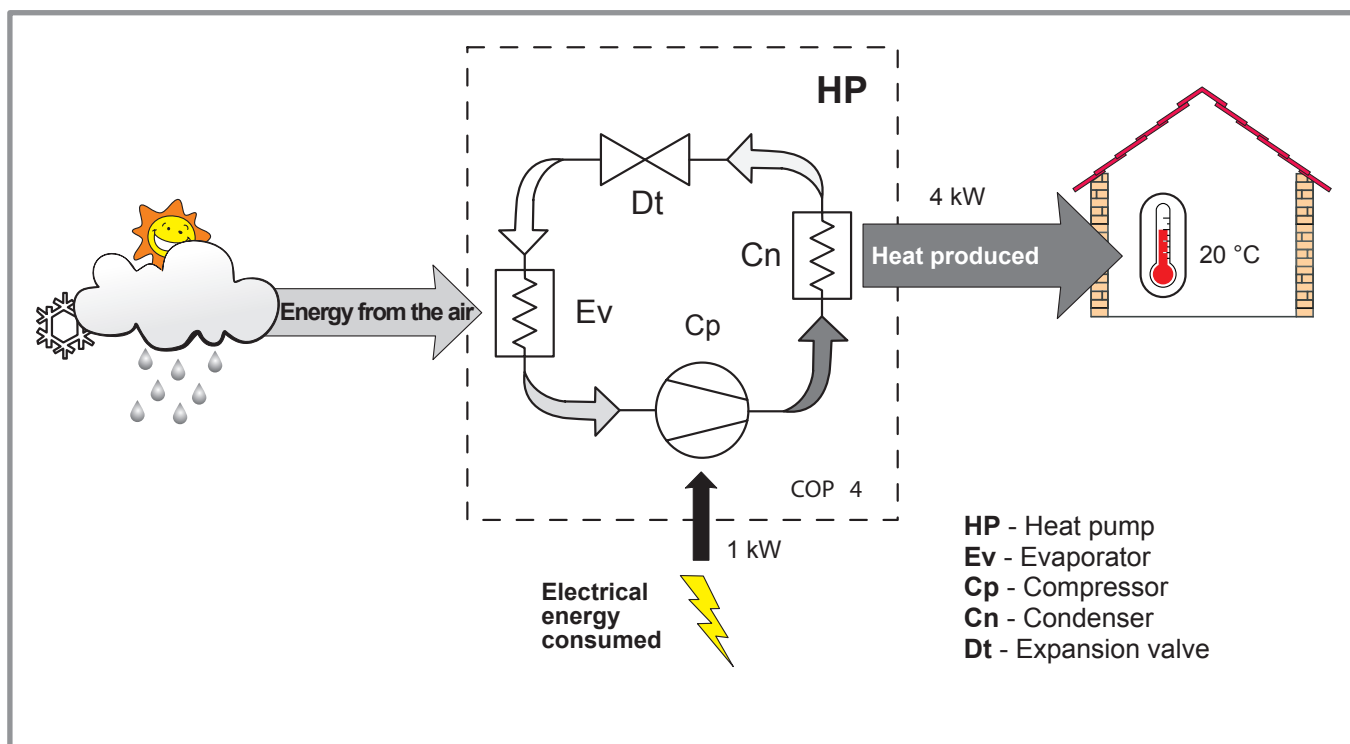 HP
Dt
4 kW
Cn
Heat produced
20 °C
Energy from the air
Ev
Cp
COP 4
1 kW
Electrical
energy
consumed
HP - Heat pump
Ev - Evaporator
Cp - Compressor
Cn - Condenser
Dt - Expansion valve